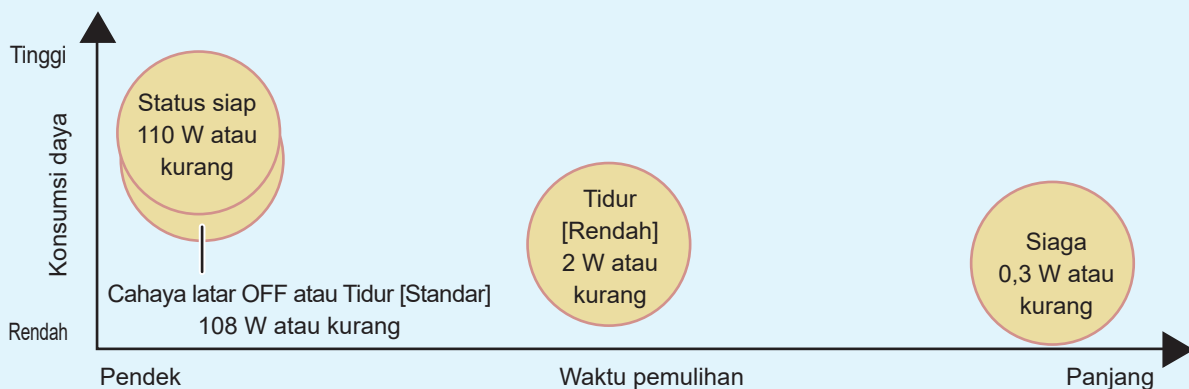 Tinggi
Konsumsi daya
Rendah
Status siap
110 W atau
kurang
Cahaya latar OFF atau Tidur [Standar]
108 W atau kurang
Tidur
[Rendah]
2 W atau
kurang
Siaga
0,3 W atau
kurang
Pendek
Waktu pemulihan
Panjang